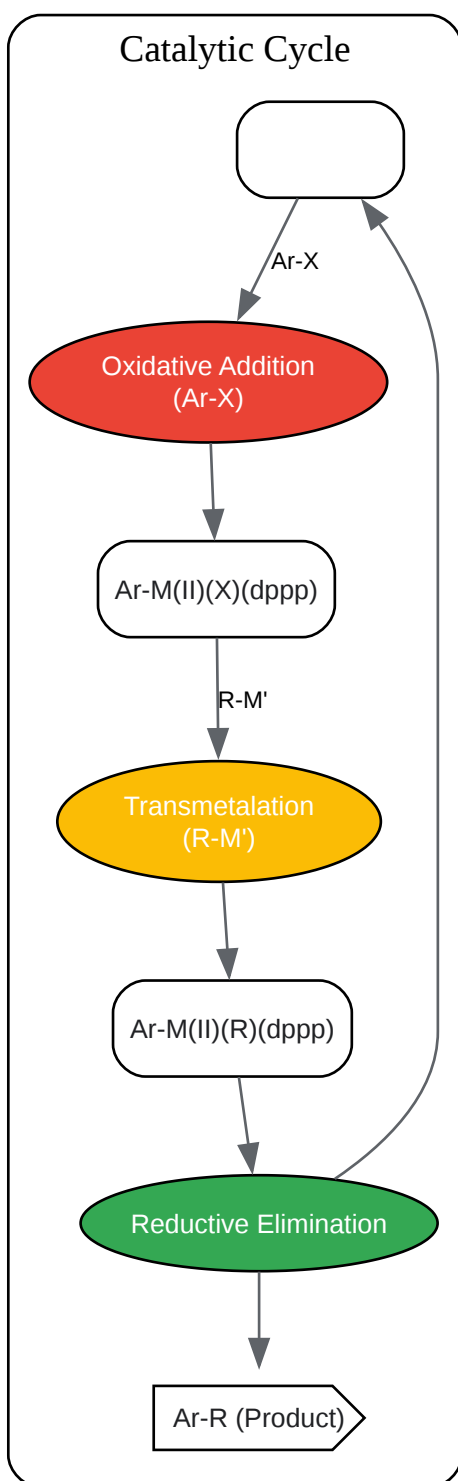 Catalytic Cycle
Ar-X
Oxidative Addition
(Ar-X)
Ar-M(II)(X)(dppp)
R-M'
Transmetalation
(R-M')
Ar-M(II)(R)(dppp)
Reductive Elimination
Ar-R (Product)